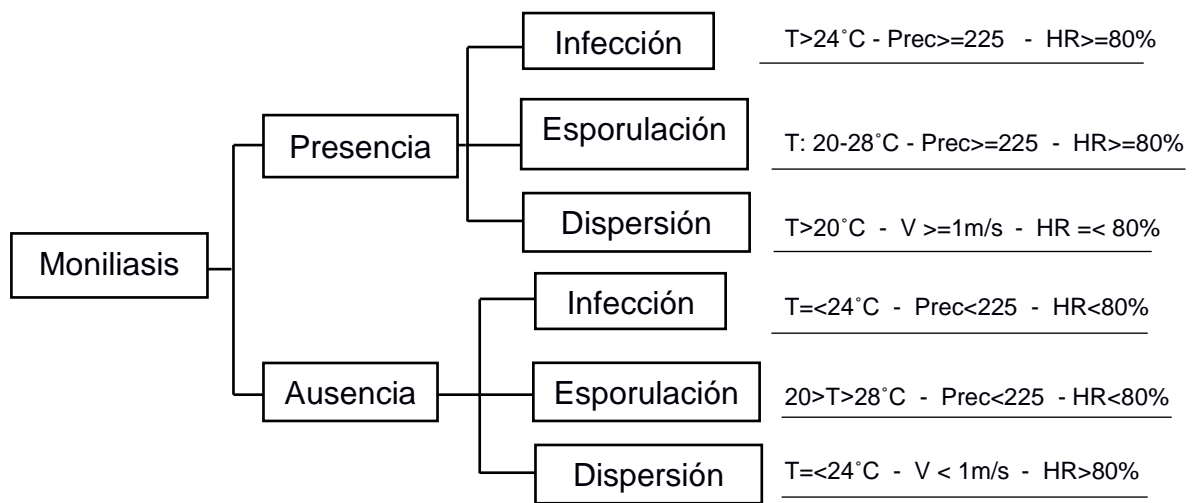 Infección
T>24˚C - Prec>=225 - HR>=80%
Esporulación
T: 20-28˚C - Prec>=225 - HR>=80%
Presencia
Dispersión
T>20˚C - V >=1m/s - HR =< 80%
Moniliasis
Infección
T=<24˚C - Prec<225 - HR<80%
Ausencia
Esporulación
20>T>28˚C - Prec<225 - HR<80%
Dispersión
T=<24˚C - V < 1m/s - HR>80%